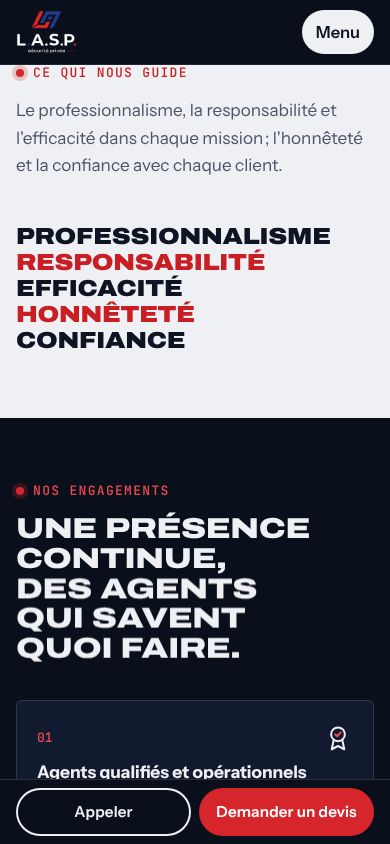 L A.S.P.
sécurité privée
Menu
CE QUI NOUS GUIDE
Le professionnalisme, la responsabilité et
l'efficacité dans chaque mission ; l'honnêteté
et la confiance avec chaque client.
PROFESSIONNALISME
RESPONSABILITÉ
EFFICACITÉ
HONNÊTETÉ
CONFIANCE
NOS ENGAGEMENTS
UNE PRÉSENCE
CONTINUE,
DES AGENTS
QUI SAVENT
QUOI FAIRE.
01
Agents qualifiés et opérationnels
Appeler
Demander un devis